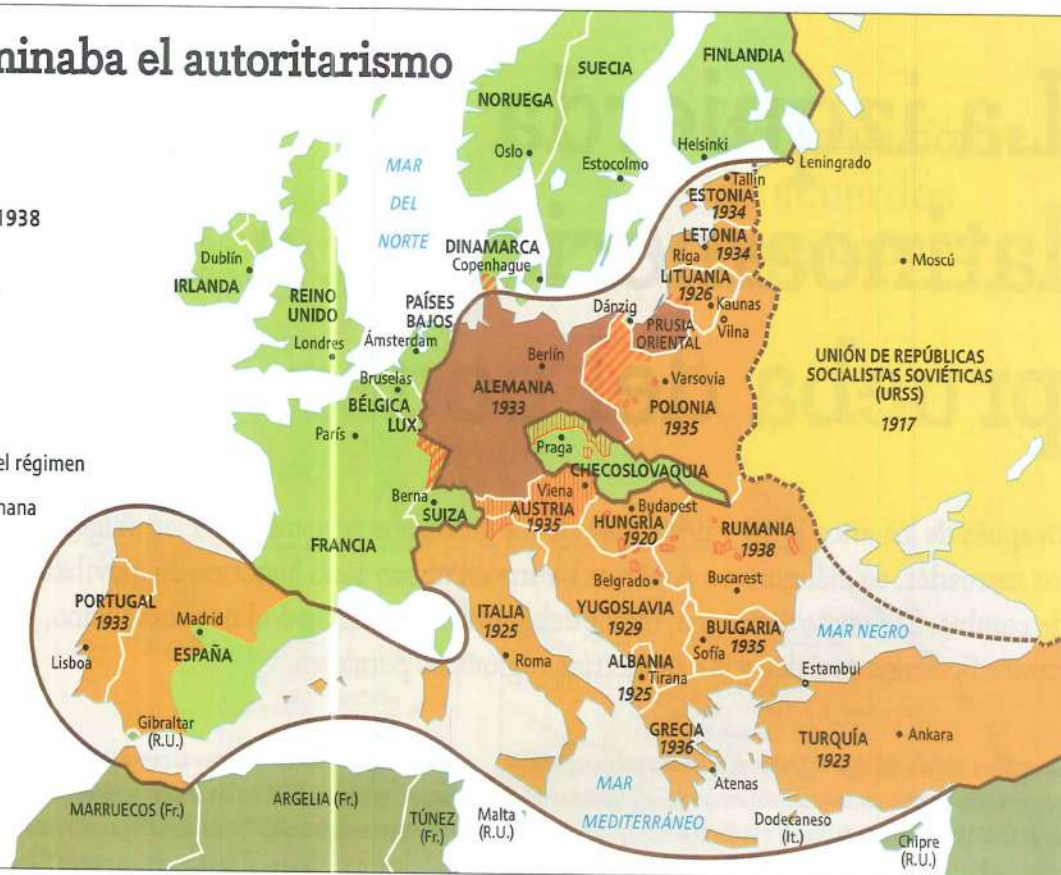 minaba el autoritarismo
1938
el régimen
mana
NORUEGA
SUECIA
FINLANDIA
Oslo
Estocolmo
Helsinki
Leningrado
MAR
DEL
NORTE
Tallin
ESTONIA
1934
LETONIA
1934
Riga
LITUANIA
1926
Kaunas
Vilna
Moscú
Dublín
IRLANDA
REINO
UNIDO
Londres
DINAMARCA
Copenhague
PAÍSES
BAJOS
Ámsterdam
Bruselas
BÉLGICA
LUX.
París
Dánzig
PRUSIA
ORIENTAL
Berlín
ALEMANIA
1933
Varsovia
POLONIA
1935
UNIÓN DE REPÚBLICAS
SOCIALISTAS SOVIÉTICAS
(URSS)
1917
Praga
CHECOSLOVAQUIA
Berna
SUIZA
Viena
AUSTRIA
1935
Budapest
HUNGRÍA
1920
RUMANIA
1938
Bucarest
FRANCIA
Belgrado
YUGOSLAVIA
1929
BULGARIA
1935
Sofía
MAR NEGRO
PORTUGAL
1933
Lisboa
Madrid
ESPAÑA
Gibraltar
(R.U.)
ITALIA
1925
Roma
ALBANIA
Tirana
1925
Estambul
GRECIA
1936
Atenas
TURQUÍA
1923
Ankara
MARRUECOS (Fr.)
ARGELIA (Fr.)
TÚNEZ
(Fr.)
Malta
(R.U.)
MAR
MEDITERRÁNEO
Dodecaneso
(It.)
Chipre
(R.U.)